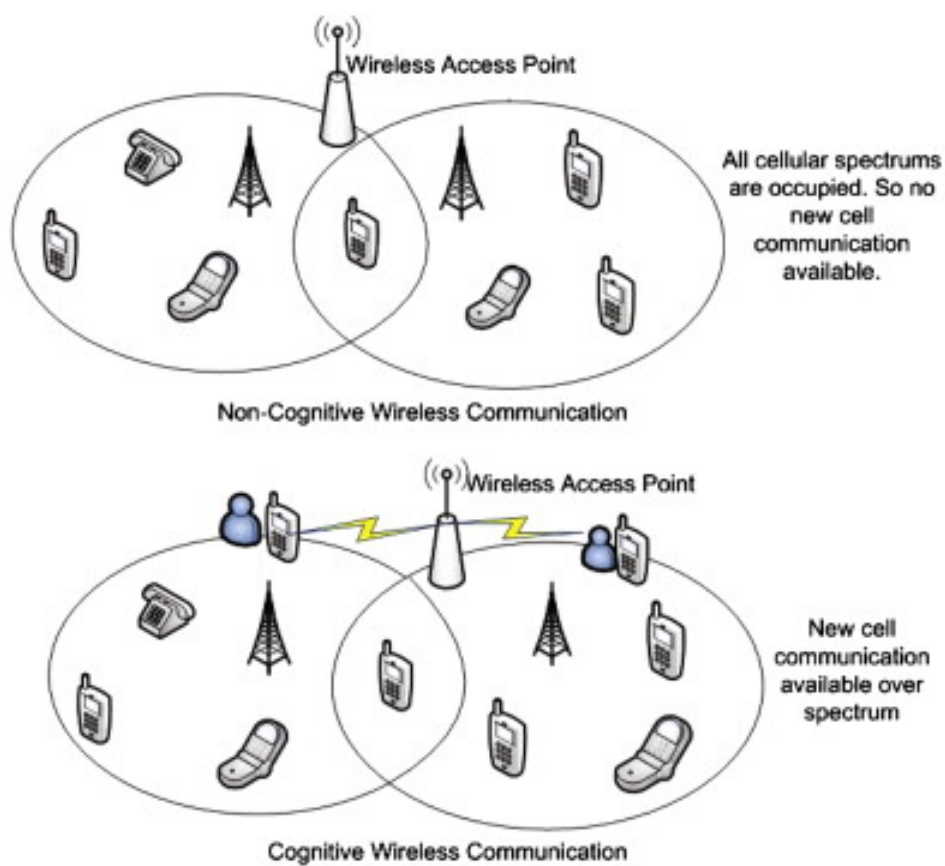 Wireless Access Point
All cellular spectrums
are occupied. So no
new cell
communication
available.
Non-Cognitive Wireless Communication
Wireless Access Point
New cell
communication
available over
spectrum
Cognitive Wireless Communication